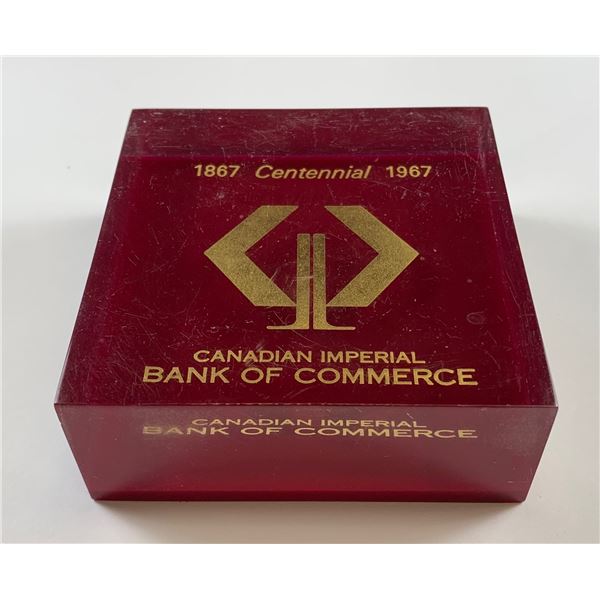 1867 Centennial 1967
CANADIAN IMPERIAL
BANK OF COMMERCE
CANADIAN IMPERIAL
BANK OF COMMERCE